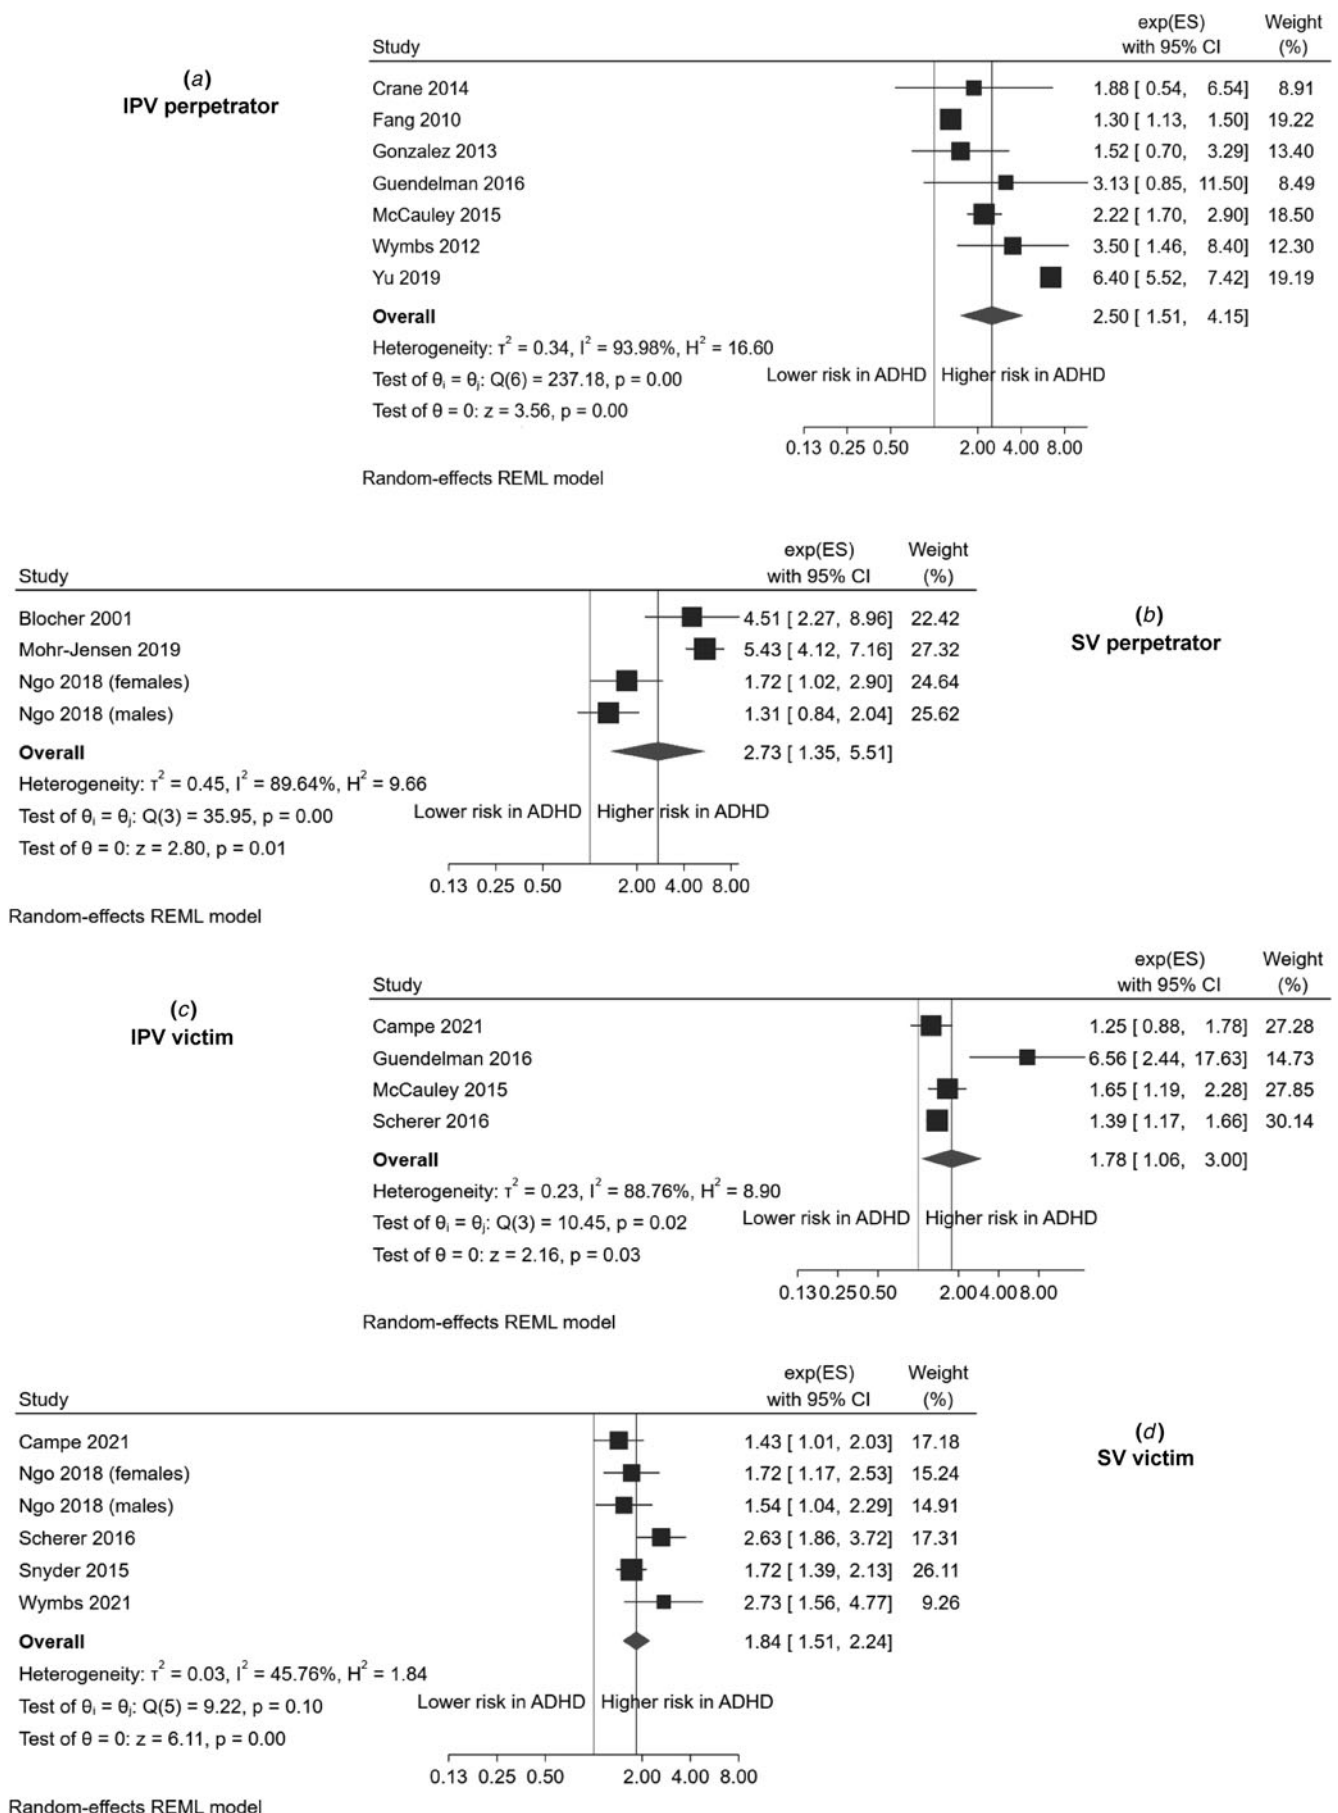 (a)
IPV perpetrator
exp(ES) Weight
Study with 95% CI (%)
Crane 2014 1.88 [ 0.54, 6.54] 8.91
Fang 2010 1.30 [ 1.13, 1.50] 19.22
Gonzalez 2013 1.52 [ 0.70, 3.29] 13.40
Guendelman 2016 3.13 [ 0.85, 11.50] 8.49
McCauley 2015 2.22 [ 1.70, 2.90] 18.50
Wymbs 2012 3.50 [ 1.46, 8.40] 12.30
Yu 2019 6.40 [ 5.52, 7.42] 19.19
Overall 2.50 [ 1.51, 4.15]
Heterogeneity: τ² = 0.34, I² = 93.98%, H² = 16.60
Lower risk in ADHD Higher risk in ADHD
Test of θᵢ = θⱼ: Q(6) = 237.18, p = 0.00
Test of θ = 0: z = 3.56, p = 0.00
0.13 0.25 0.50 2.00 4.00 8.00
Random-effects REML model
exp(ES) Weight
Study with 95% CI (%)
Blocher 2001 4.51 [ 2.27, 8.96] 22.42
Mohr-Jensen 2019 5.43 [ 4.12, 7.16] 27.32
Ngo 2018 (females) 1.72 [ 1.02, 2.90] 24.64
Ngo 2018 (males) 1.31 [ 0.84, 2.04] 25.62
Overall 2.73 [ 1.35, 5.51]
Heterogeneity: τ² = 0.45, I² = 89.64%, H² = 9.66
Test of θᵢ = θⱼ: Q(3) = 35.95, p = 0.00 Lower risk in ADHD Higher risk in ADHD
Test of θ = 0: z = 2.80, p = 0.01
0.13 0.25 0.50 2.00 4.00 8.00
Random-effects REML model
(b)
SV perpetrator
(c)
IPV victim
exp(ES) Weight
Study with 95% CI (%)
Campe 2021 1.25 [ 0.88, 1.78] 27.28
Guendelman 2016 6.56 [ 2.44, 17.63] 14.73
McCauley 2015 1.65 [ 1.19, 2.28] 27.85
Scherer 2016 1.39 [ 1.17, 1.66] 30.14
Overall 1.78 [ 1.06, 3.00]
Heterogeneity: τ² = 0.23, I² = 88.76%, H² = 8.90
Test of θᵢ = θⱼ: Q(3) = 10.45, p = 0.02 Lower risk in ADHD Higher risk in ADHD
Test of θ = 0: z = 2.16, p = 0.03
0.13 0.25 0.50 2.00 4.00 8.00
Random-effects REML model
exp(ES) Weight
Study with 95% CI (%)
Campe 2021 1.43 [ 1.01, 2.03] 17.18
Ngo 2018 (females) 1.72 [ 1.17, 2.53] 15.24
Ngo 2018 (males) 1.54 [ 1.04, 2.29] 14.91
Scherer 2016 2.63 [ 1.86, 3.72] 17.31
Snyder 2015 1.72 [ 1.39, 2.13] 26.11
Wymbs 2021 2.73 [ 1.56, 4.77] 9.26
Overall 1.84 [ 1.51, 2.24]
Heterogeneity: τ² = 0.03, I² = 45.76%, H² = 1.84
Test of θᵢ = θⱼ: Q(5) = 9.22, p = 0.10 Lower risk in ADHD Higher risk in ADHD
Test of θ = 0: z = 6.11, p = 0.00
0.13 0.25 0.50 2.00 4.00 8.00
Random-effects REML model
(d)
SV victim